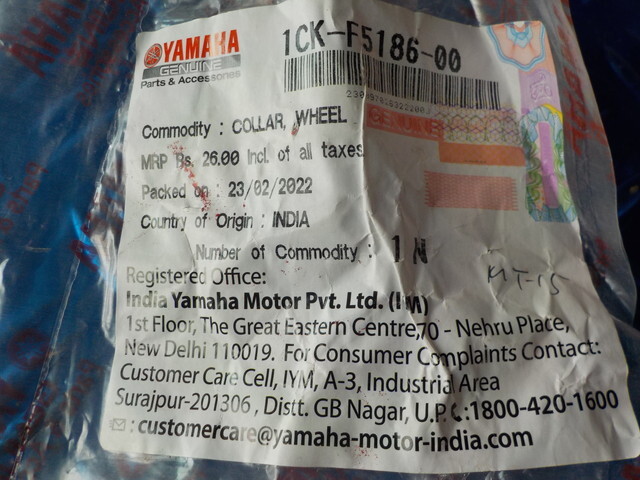 YAMAHA
GENUINE
Parts & Accessories
1CK-F5186-00
Commodity : COLLAR, WHEEL
GENUINE
MRP Rs. 26.00 Incl. of all taxes
Packed on : 23/02/2022
Country of Origin : INDIA
Number of Commodity : 1 N
MT-15
Registered Office:
India Yamaha Motor Pvt. Ltd. (IYM)
1st Floor, The Great Eastern Centre,70 - Nehru Place,
New Delhi 110019. For Consumer Complaints Contact:
Customer Care Cell, IYM, A-3, Industrial Area
Surajpur-201306 , Distt. GB Nagar, U.P. C:1800-420-1600
: customercare@yamaha-motor-india.com